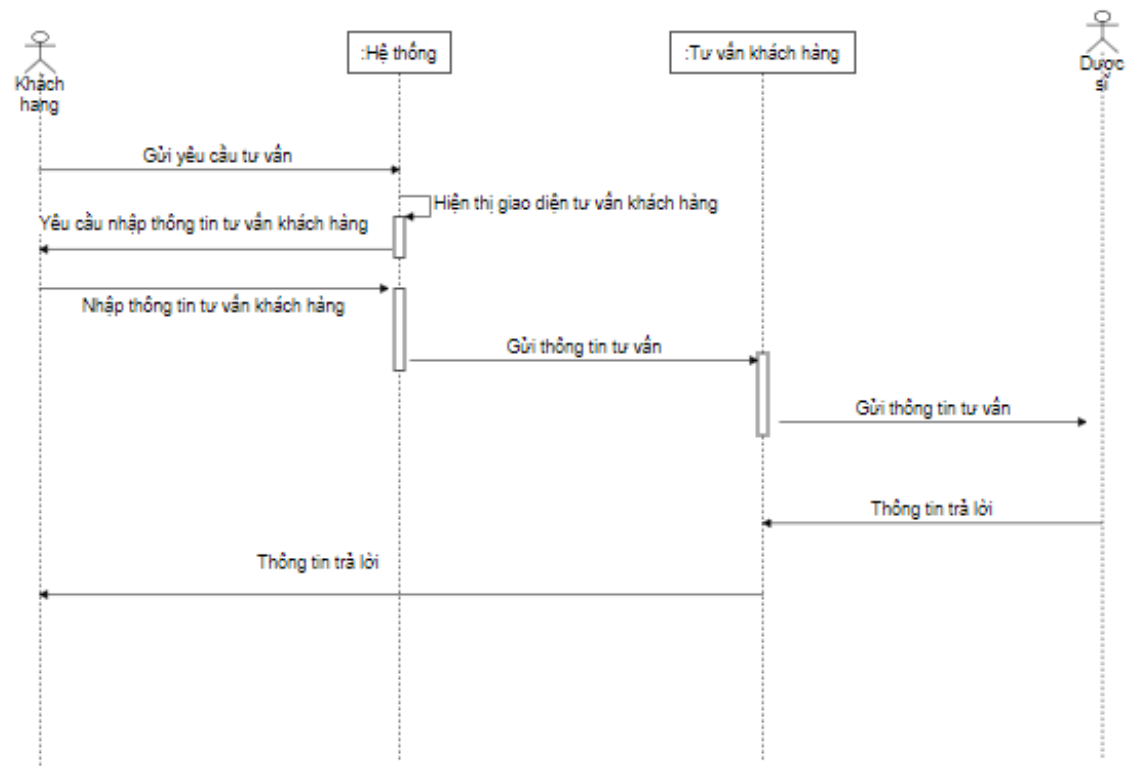 :Hệ thống
:Tư vấn khách hàng
Khách
hang
Dược
sĩ
Gửi yêu cầu tư vấn
Hiện thị giao diện tư vấn khách hàng
Yêu cầu nhập thông tin tư vấn khách hàng
Nhập thông tin tư vấn khách hàng
Gửi thông tin tư vấn
Gửi thông tin tư vấn
Thông tin trả lời
Thông tin trả lời